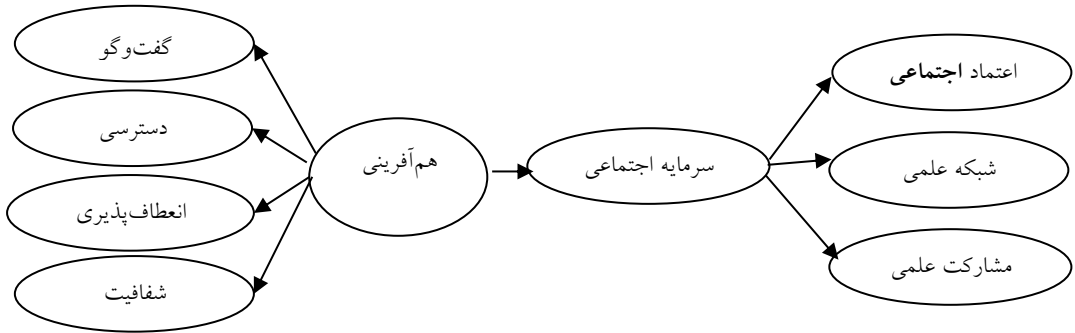 گفت‌وگو
دسترسی
انعطاف‌پذیری
شفافیت
هم‌آفرینی
سرمایه اجتماعی
اعتماد اجتماعی
شبکه علمی
مشارکت علمی